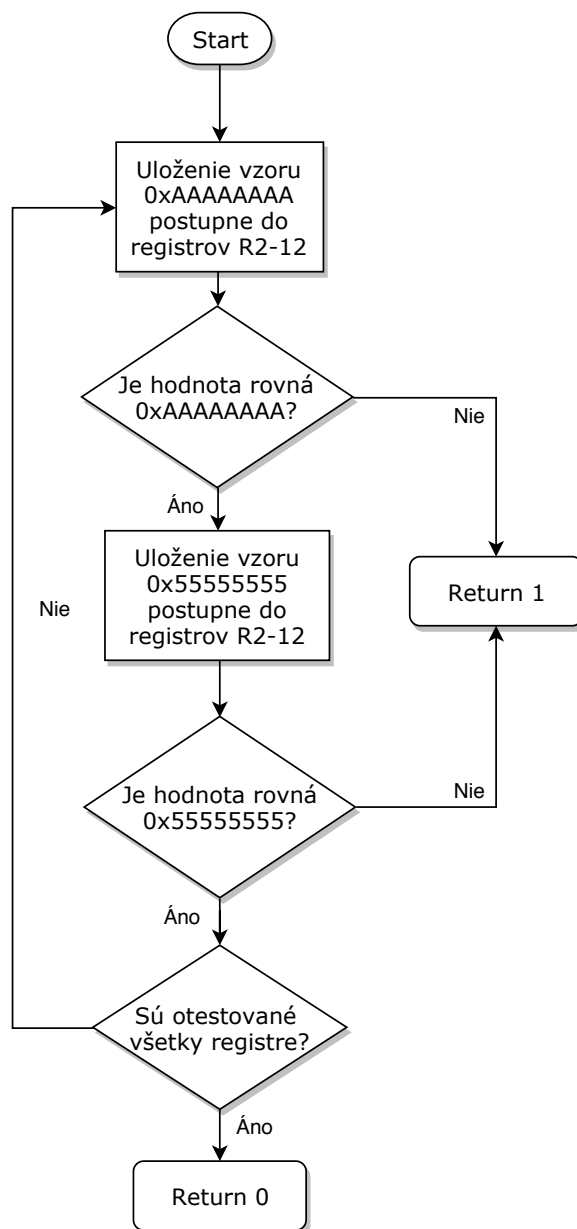 Start
Uloženie vzoru
0xAAAAAAAA
postupne do
registrov R2-12
Je hodnota rovná
0xAAAAAAAA?
Nie
Áno
Uloženie vzoru
0x55555555
postupne do
registrov R2-12
Return 1
Nie
Je hodnota rovná
0x55555555?
Nie
Áno
Sú otestované
všetky registre?
Áno
Return 0